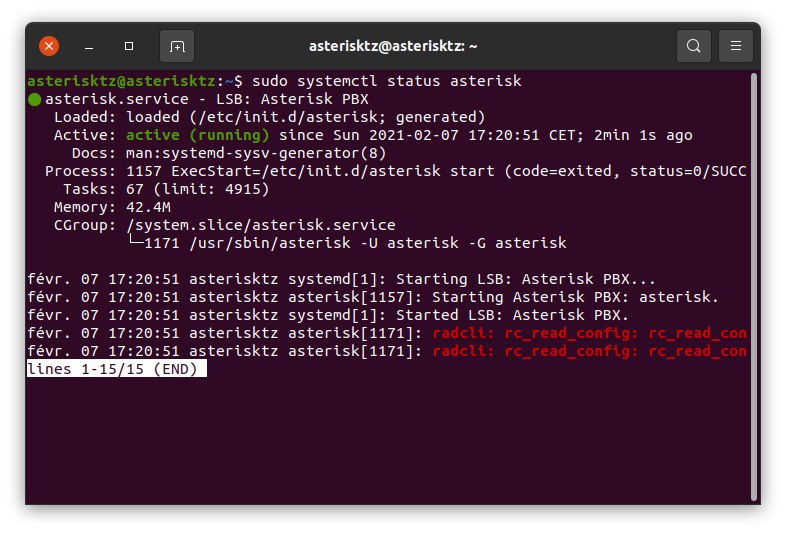 asterisktz@asterisktz: ~
asterisktz@asterisktz:~$ sudo systemctl status asterisk
● asterisk.service - LSB: Asterisk PBX
   Loaded: loaded (/etc/init.d/asterisk; generated)
   Active: active (running) since Sun 2021-02-07 17:20:51 CET; 2min 1s ago
     Docs: man:systemd-sysv-generator(8)
  Process: 1157 ExecStart=/etc/init.d/asterisk start (code=exited, status=0/SUCC
    Tasks: 67 (limit: 4915)
   Memory: 42.4M
   CGroup: /system.slice/asterisk.service
           └─1171 /usr/sbin/asterisk -U asterisk -G asterisk
févr. 07 17:20:51 asterisktz systemd[1]: Starting LSB: Asterisk PBX...
févr. 07 17:20:51 asterisktz asterisk[1157]: Starting Asterisk PBX: asterisk.
févr. 07 17:20:51 asterisktz systemd[1]: Started LSB: Asterisk PBX.
févr. 07 17:20:51 asterisktz asterisk[1171]: radcli: rc_read_config: rc_read_con
févr. 07 17:20:51 asterisktz asterisk[1171]: radcli: rc_read_config: rc_read_con
lines 1-15/15 (END)